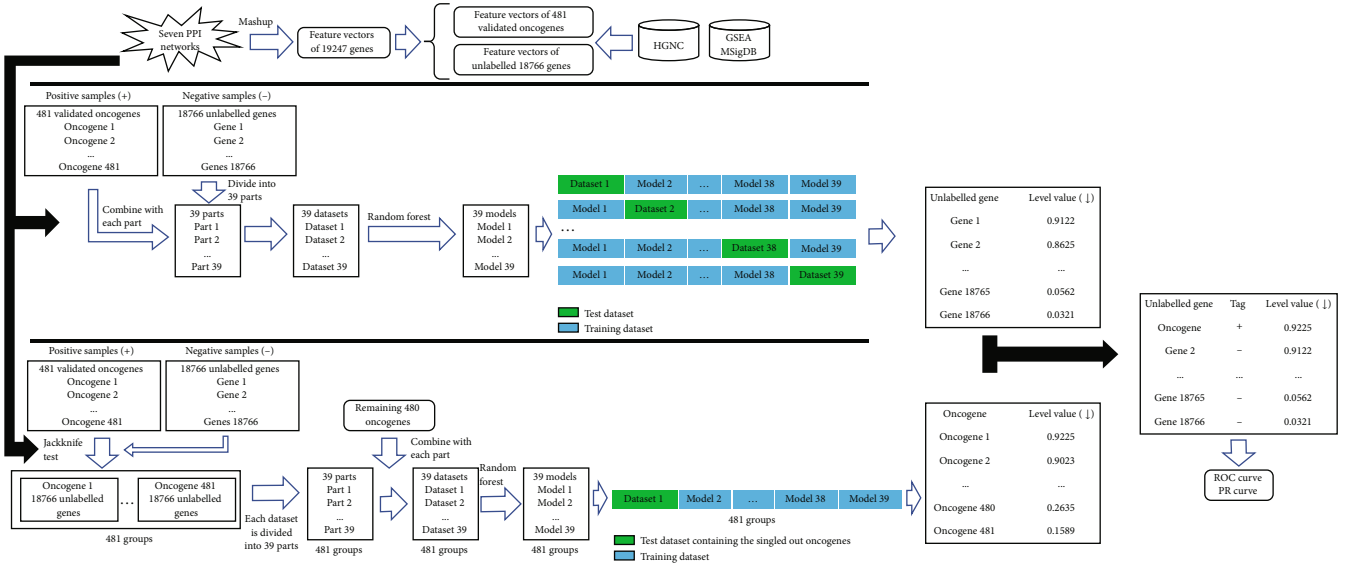 Seven PPI
networks
Mashup
Feature vectors
of 19247 genes
Feature vectors of 481
validated oncogenes
Feature vectors of
unlabelled 18766 genes
HGNC
GSEA
MSigDB
Positive samples (+)
481 validated oncogenes
Oncogene 1
Oncogene 2
...
Oncogene 481
Negative samples (–)
18766 unlabelled genes
Gene 1
Gene 2
...
Genes 18766
Divide into
39 parts
Combine with
each part
39 parts
Part 1
Part 2
...
Part 39
39 datasets
Dataset 1
Dataset 2
...
Dataset 39
Random forest
39 models
Model 1
Model 2
...
Model 39
Dataset 1 Model 2 ... Model 38 Model 39
Model 1 Dataset 2 ... Model 38 Model 39
...
Model 1 Model 2 ... Dataset 38 Model 39
Model 1 Model 2 ... Model 38 Dataset 39
Test dataset
Training dataset
Unlabelled gene Level value (↓)
Gene 1 0.9122
Gene 2 0.8625
... ...
Gene 18765 0.0562
Gene 18766 0.0321
Positive samples (+)
481 validated oncogenes
Oncogene 1
Oncogene 2
...
Oncogene 481
Negative samples (–)
18766 unlabelled genes
Gene 1
Gene 2
...
Genes 18766
Jackknife
test
Oncogene 1
18766 unlabelled
genes
...
Oncogene 481
18766 unlabelled
genes
481 groups
Each dataset
is divided
into 39 parts
39 parts
Part 1
Part 2
...
Part 39
481 groups
Remaining 480
oncogenes
Combine with
each part
39 datasets
Dataset 1
Dataset 2
...
Dataset 39
481 groups
Random
forest
39 models
Model 1
Model 2
...
Model 39
481 groups
Dataset 1 Model 2 ... Model 38 Model 39
481 groups
Test dataset containing the singled out oncogenes
Training dataset
Oncogene Level value (↓)
Oncogene 1 0.9225
Oncogene 2 0.9023
... ...
Oncogene 480 0.2635
Oncogene 481 0.1589
Unlabelled gene Tag Level value (↓)
Oncogene + 0.9225
Gene 2 – 0.9122
... ... ...
Gene 18765 – 0.0562
Gene 18766 – 0.0321
ROC curve
PR curve